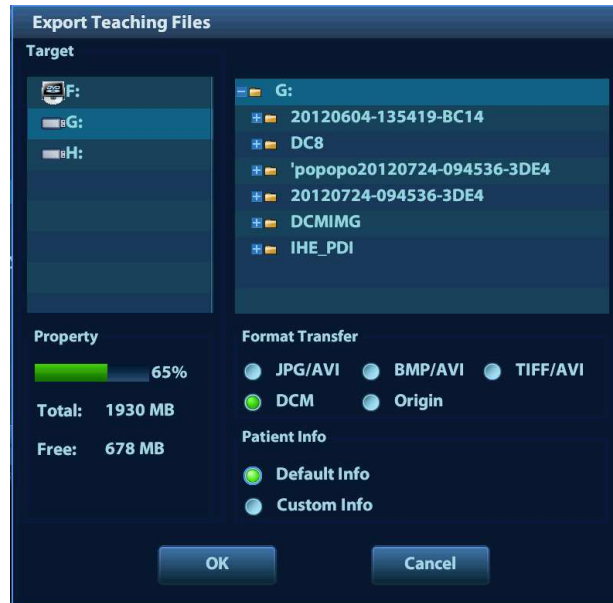 Export Teaching Files
Target
F:
G:
H:
G:
20120604-135419-BC14
DC8
'popopo20120724-094536-3DE4
20120724-094536-3DE4
DCMIMG
IHE_PDI
Property
65%
Total: 1930 MB
Free: 678 MB
Format Transfer
JPG/AVI BMP/AVI TIFF/AVI
DCM Origin
Patient Info
Default Info
Custom Info
OK Cancel